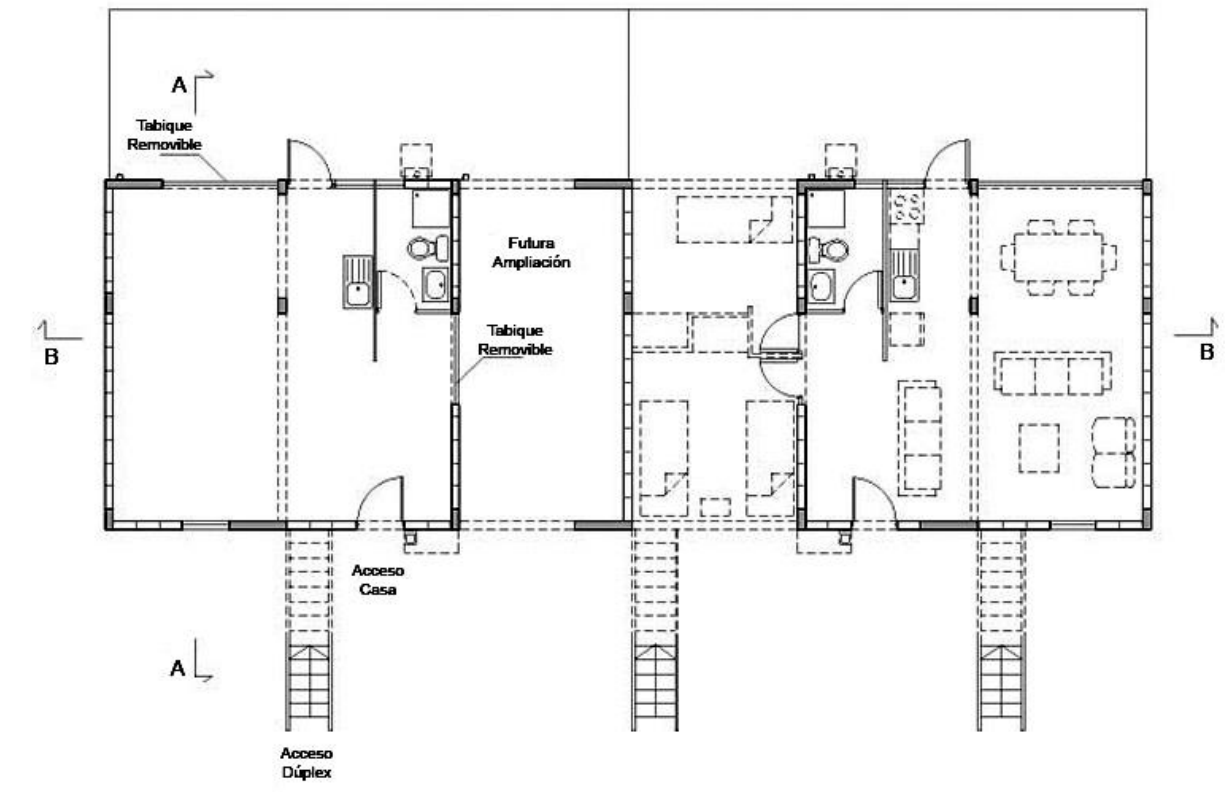 A
Tabique
Removible
Futura
Ampliación
Tabique
Removible
B
B
Acceso
Casa
A
Acceso
Dúplex